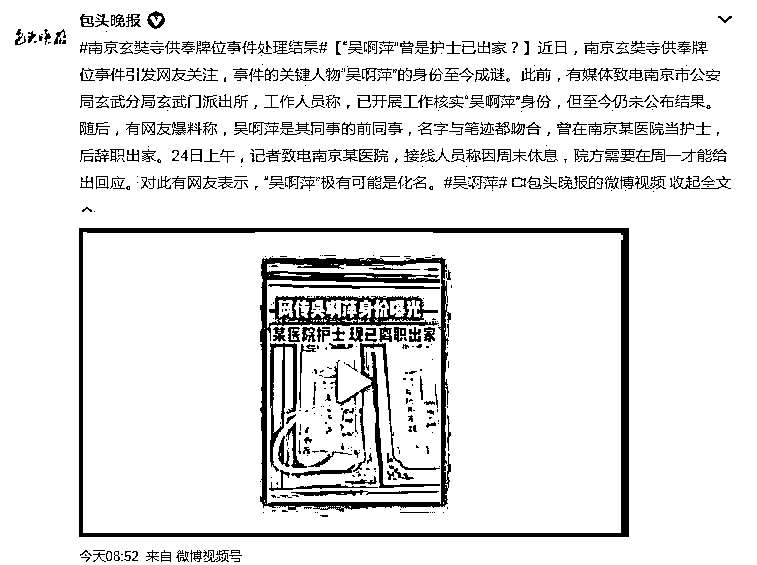 包头晚报
包头晚报
#南京玄奘寺供奉牌位事件处理结果#【“吴啊萍”曾是护士已出家？】近日，南京玄奘寺供奉牌
位事件引发网友关注，事件的关键人物“吴啊萍”的身份至今成谜。此前，有媒体致电南京市公安
局玄武分局玄武门派出所，工作人员称，已开展工作核实“吴啊萍”身份，但至今仍未公布结果。
随后，有网友爆料称，吴啊萍是其同事的前同事，名字与笔迹都吻合，曾在南京某医院当护士，
后辞职出家。24日上午，记者致电南京某医院，接线人员称因周末休息，院方需要在周一才能给
出回应。对此有网友表示，“吴啊萍”极有可能是化名。#吴啊萍# 包头晚报的微博视频 收起全文
网传吴啊萍身份曝光
某医院护士 现已离职出家
今天08:52 来自 微博视频号